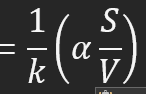 = 1/k (α S/V)